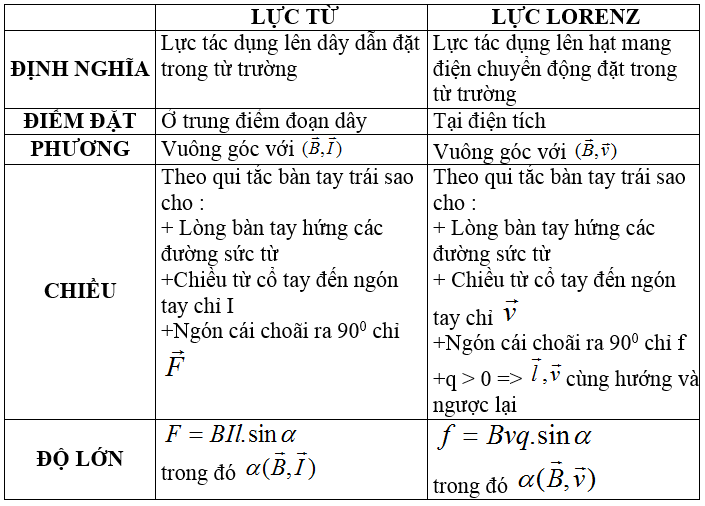 LỰC TỪ
LỰC LORENZ
ĐỊNH NGHĨA
Lực tác dụng lên dây dẫn đặt
trong từ trường
Lực tác dụng lên hạt mang
điện chuyển động đặt trong
từ trường
ĐIỂM ĐẶT
Ở trung điểm đoạn dây
Tại điện tích
PHƯƠNG
Vuông góc với (B⃗,I⃗)
Vuông góc với (B⃗,v⃗)
CHIỀU
Theo qui tắc bàn tay trái sao
cho :
+ Lòng bàn tay hứng các
đường sức từ
+Chiều từ cổ tay đến ngón
tay chỉ I
+Ngón cái choãi ra 90⁰ chỉ
F⃗
Theo qui tắc bàn tay trái sao
cho :
+ Lòng bàn tay hứng các
đường sức từ
+ Chiều từ cổ tay đến ngón
tay chỉ v⃗
+Ngón cái choãi ra 90⁰ chỉ f
+q > 0 => l⃗,v⃗ cùng hướng và
ngược lại
ĐỘ LỚN
F = BIl.sin α
trong đó α(B⃗,I⃗)
f = Bvq.sin α
trong đó α(B⃗,v⃗)